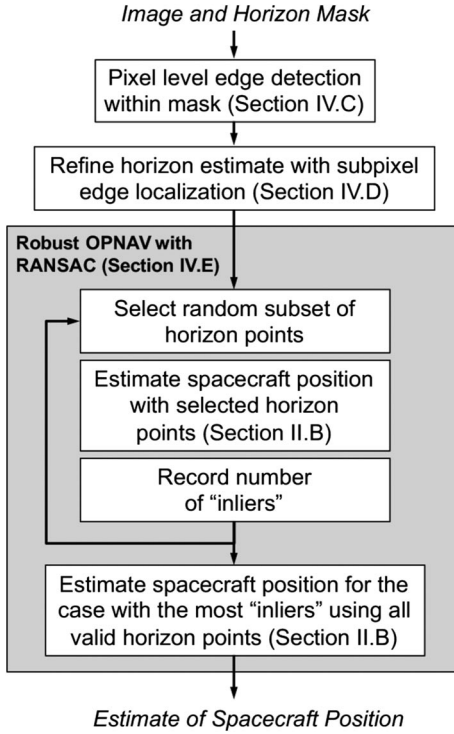 Image and Horizon Mask
Pixel level edge detection
within mask (Section IV.C)
Refine horizon estimate with subpixel
edge localization (Section IV.D)
Robust OPNAV with
RANSAC (Section IV.E)
Select random subset of
horizon points
Estimate spacecraft position
with selected horizon
points (Section II.B)
Record number
of “inliers”
Estimate spacecraft position for the
case with the most “inliers” using all
valid horizon points (Section II.B)
Estimate of Spacecraft Position